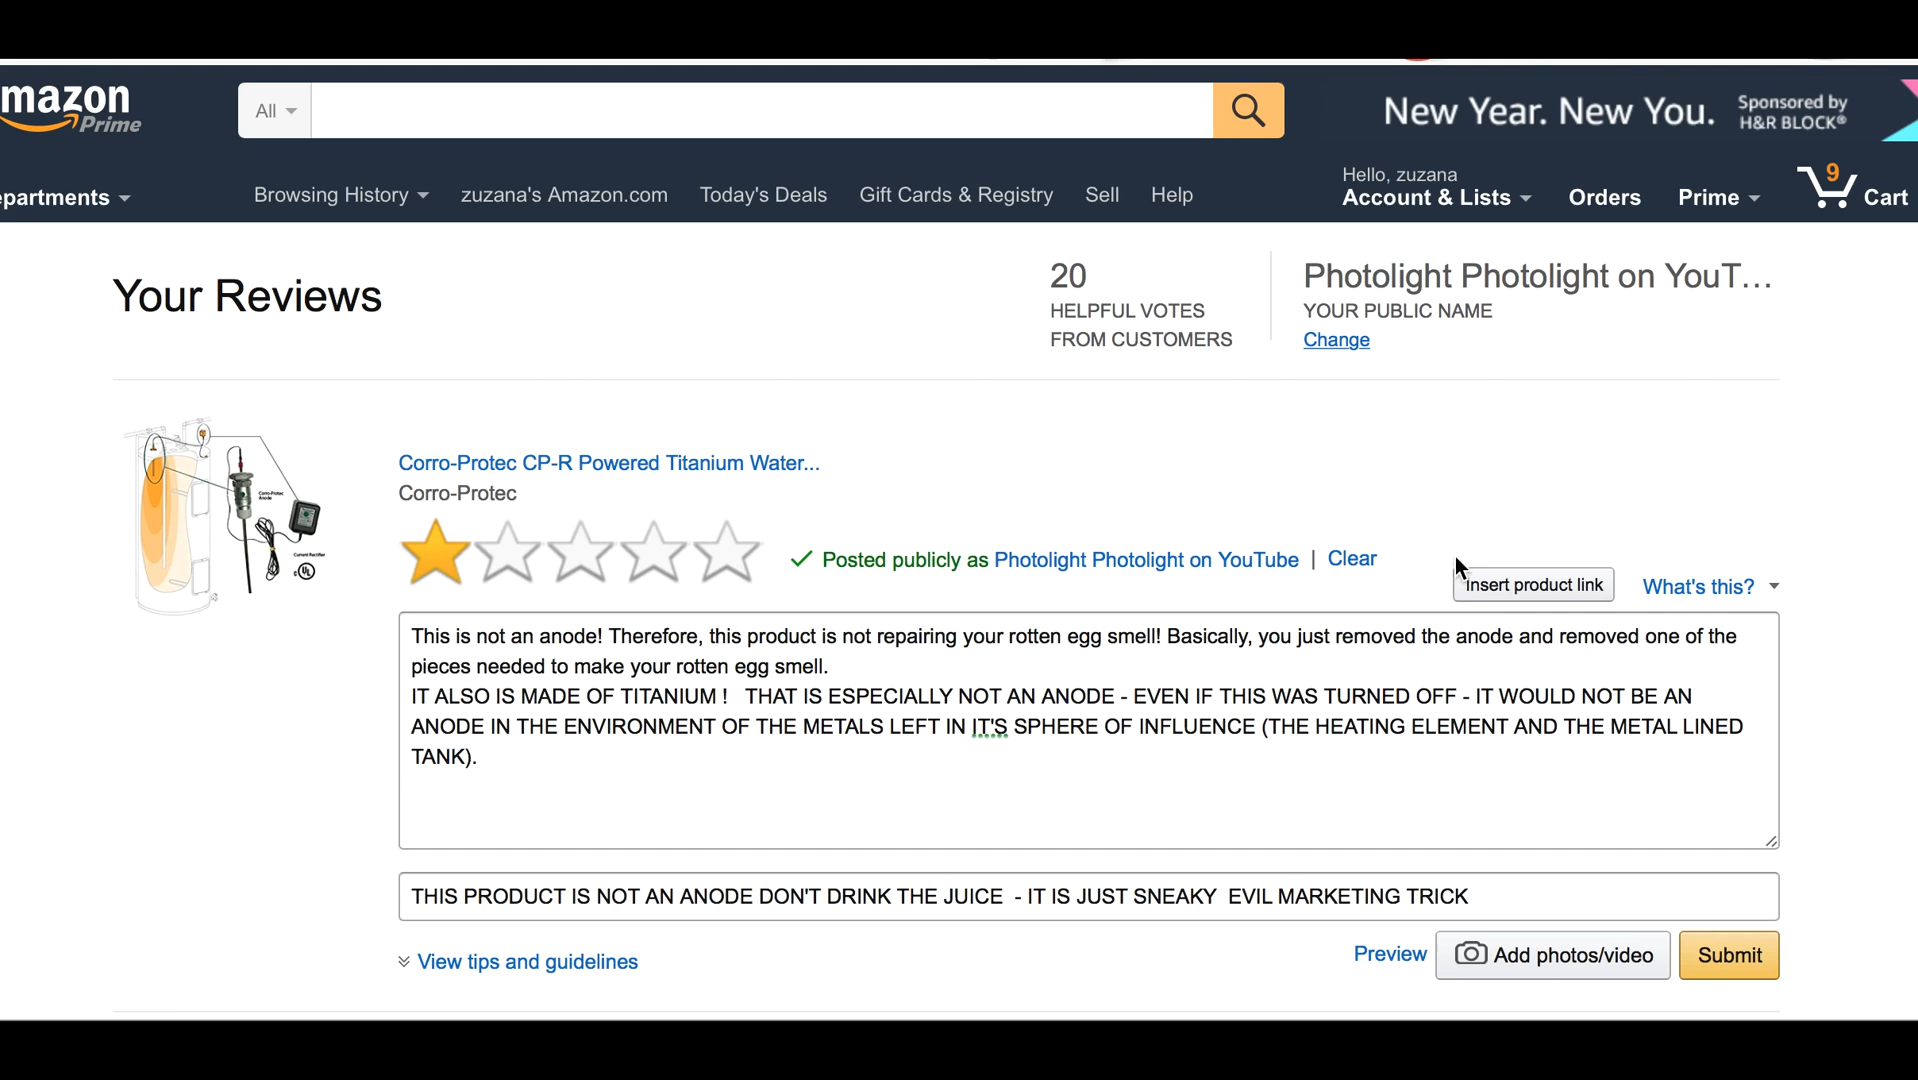 mazon
Prime
All
New Year. New You. Sponsored by
H&R BLOCK®
epartments
Browsing History zuzana's Amazon.com Today's Deals Gift Cards & Registry Sell Help
Hello, zuzana
Account & Lists Orders Prime 9 Cart
Your Reviews
20
HELPFUL VOTES
FROM CUSTOMERS
Photolight Photolight on YouT...
YOUR PUBLIC NAME
Change
Corro-Protec CP-R Powered Titanium Water...
Corro-Protec
Corro-Protec
Anode
Current Rectifier
c UL
✓ Posted publicly as Photolight Photolight on YouTube | Clear
Insert product link What's this?
This is not an anode! Therefore, this product is not repairing your rotten egg smell! Basically, you just removed the anode and removed one of the
pieces needed to make your rotten egg smell.
IT ALSO IS MADE OF TITANIUM ! THAT IS ESPECIALLY NOT AN ANODE - EVEN IF THIS WAS TURNED OFF - IT WOULD NOT BE AN
ANODE IN THE ENVIRONMENT OF THE METALS LEFT IN IT'S SPHERE OF INFLUENCE (THE HEATING ELEMENT AND THE METAL LINED
TANK).
THIS PRODUCT IS NOT AN ANODE DON'T DRINK THE JUICE - IT IS JUST SNEAKY EVIL MARKETING TRICK
View tips and guidelines
Preview Add photos/video Submit